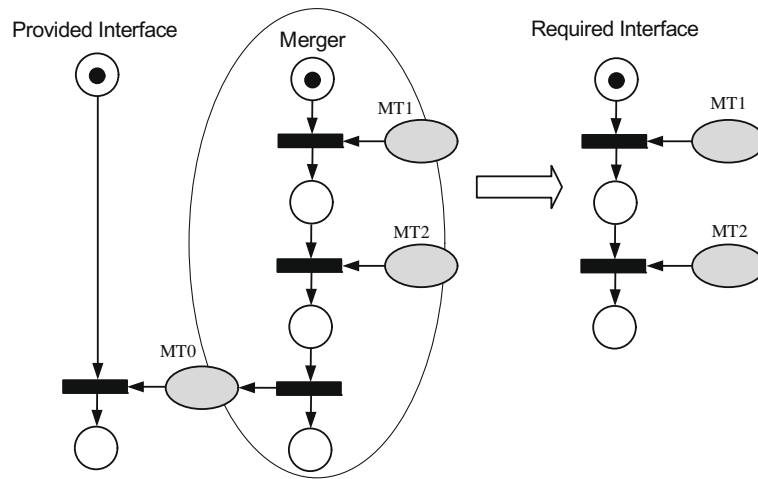 Provided Interface
Merger
Required Interface
MT1
MT1
MT2
MT2
MT0